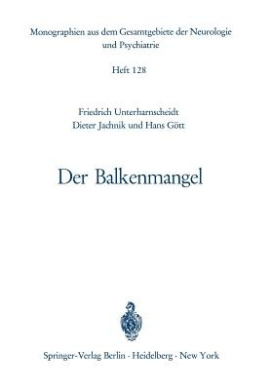 Monographien aus dem Gesamtgebiete der Neurologie
und Psychiatrie
Heft 128
Friedrich Unterharnscheidt
Dieter Jachnik und Hans Gött
Der Balkenmangel
Springer-Verlag Berlin · Heidelberg · New York